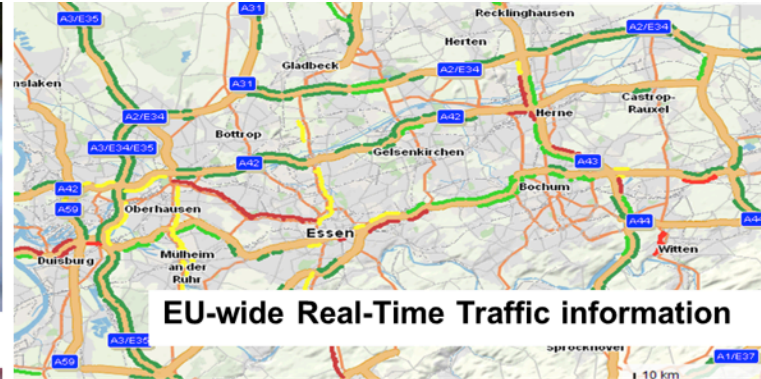 A3/E35
A31
Recklinghausen
A2/E34
Herten
Gladbeck
A2/E34
nslaken
A31
Castrop-
Rauxel
A2/E34
A42
Herne
Bottrop
A3/E34/E35
Gelsenkirchen
A42
A43
A42
Bochum
A59
Oberhausen
A44
A4
Essen
Witten
Duisburg
Mülheim
an der
Ruhr
EU-wide Real-Time Traffic information
A3/E35
Sprockhövel
A59
A1/E37
10 km